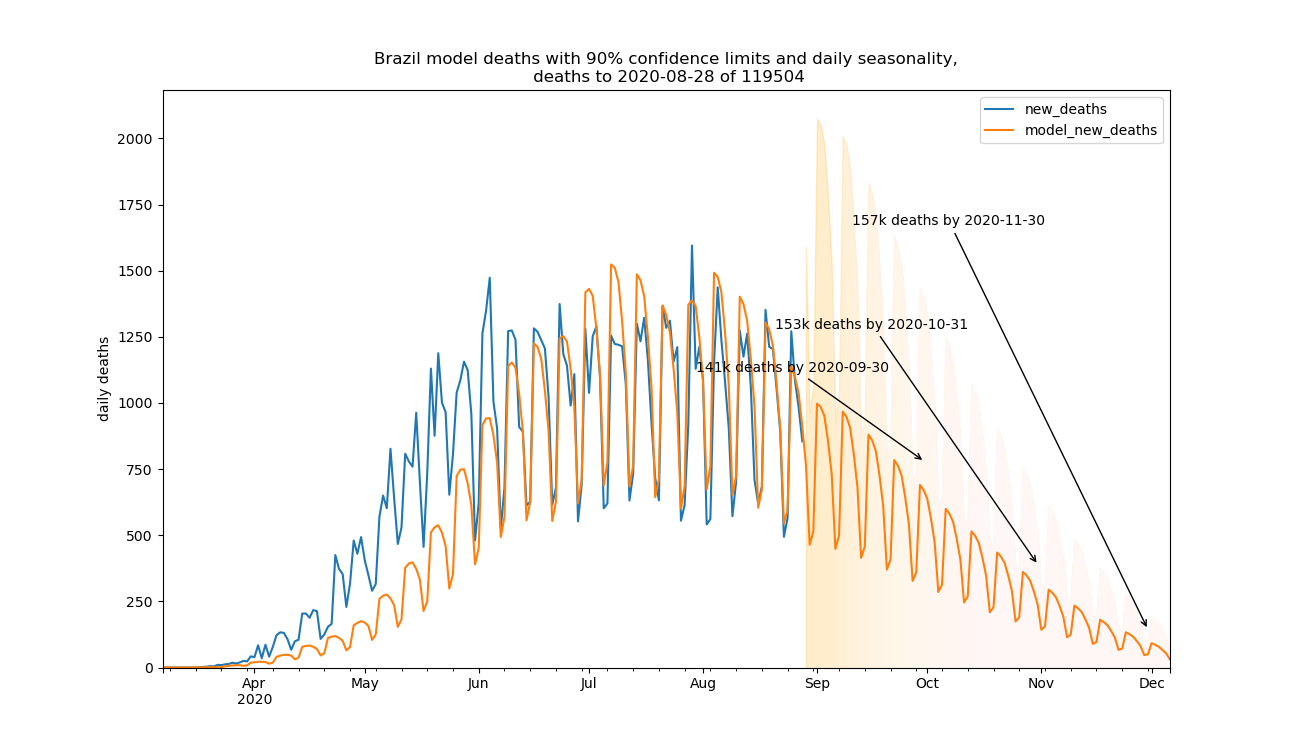 Brazil model deaths with 90% confidence limits and daily seasonality,
deaths to 2020-08-28 of 119504
new_deaths
model_new_deaths
daily deaths
2000
1750
1500
1250
1000
750
500
250
0
157k deaths by 2020-11-30
153k deaths by 2020-10-31
141k deaths by 2020-09-30
Apr
2020
May
Jun
Jul
Aug
Sep
Oct
Nov
Dec